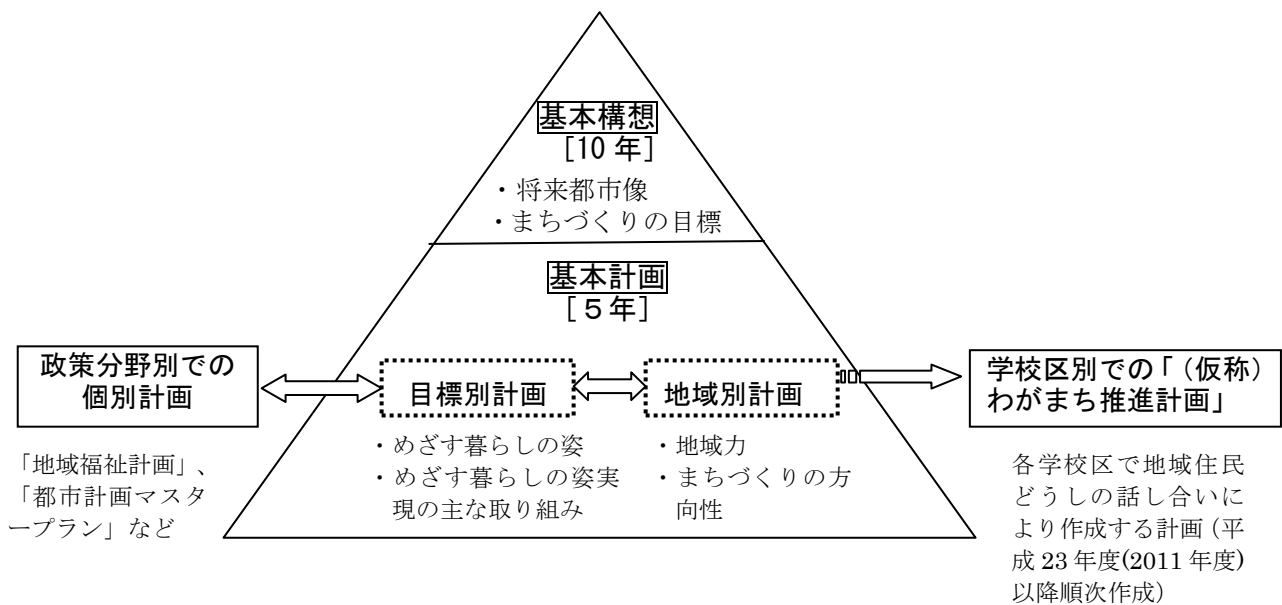 基本構想
[10 年]
・将来都市像
・まちづくりの目標
基本計画
[５年]
政策分野別での
個別計画
目標別計画
地域別計画
学校区別での「（仮称）
わがまち推進計画」
「地域福祉計画」、
「都市計画マスタ
ープラン」など
・めざす暮らしの姿
・めざす暮らしの姿実
現の主な取り組み
・地域力
・まちづくりの方
向性
各学校区で地域住民
どうしの話し合いに
より作成する計画（平
成 23 年度(2011 年度)
以降順次作成）